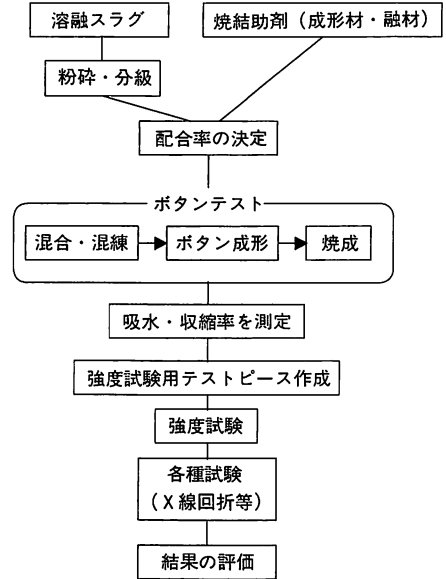 溶融スラグ
焼結助剤（成形材・融材）
粉砕・分級
配合率の決定
ボタンテスト
混合・混練
ボタン成形
焼成
吸水・収縮率を測定
強度試験用テストピース作成
強度試験
各種試験
（X線回折等）
結果の評価